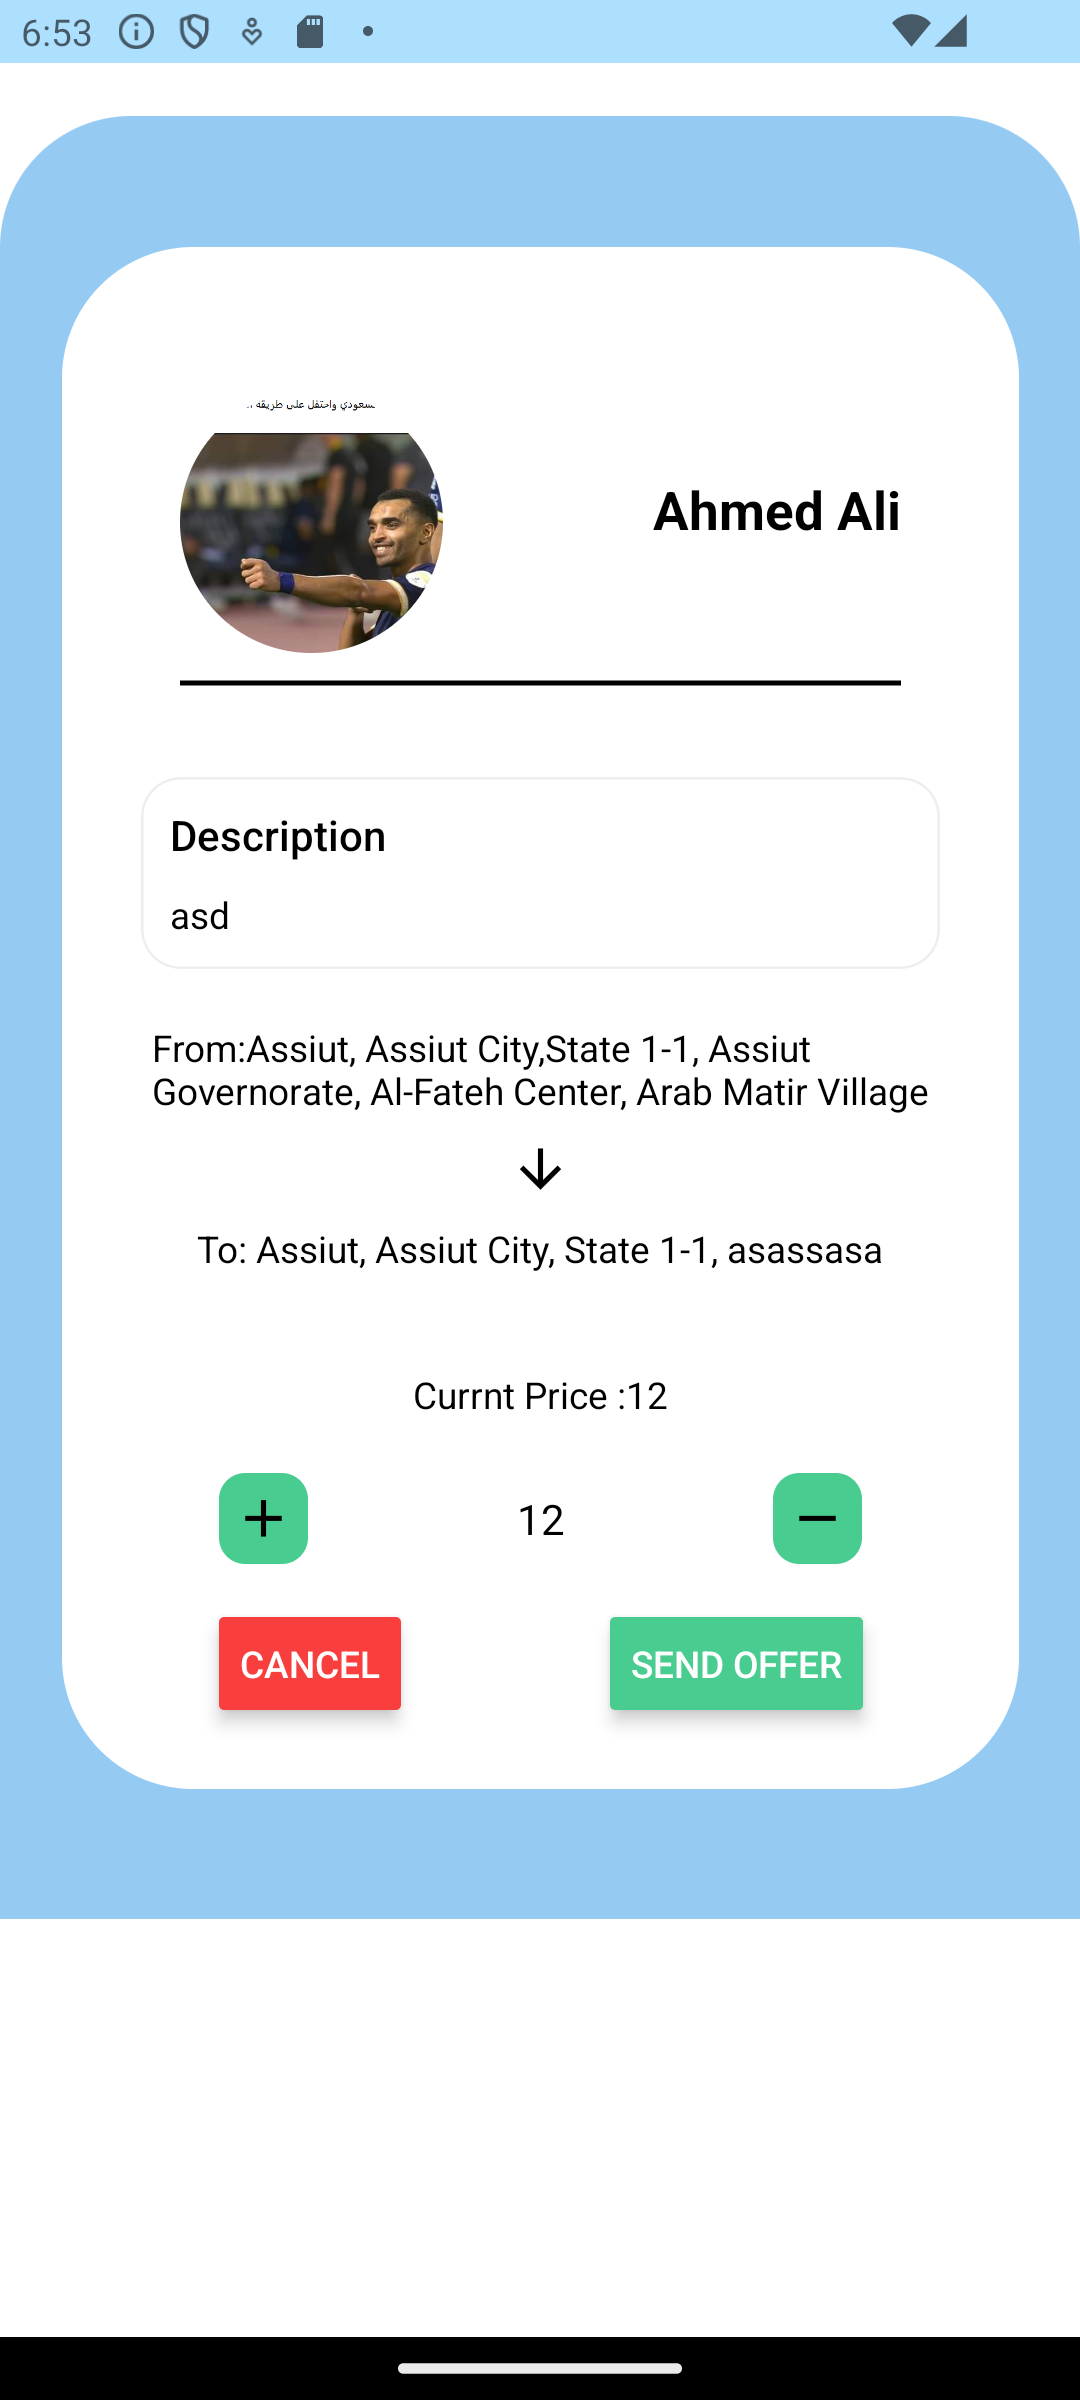 6:53
سعودي واحتفل على طريقه ..
Ahmed Ali
Description
asd
From:Assiut, Assiut City,State 1-1, Assiut
Governorate, Al-Fateh Center, Arab Matir Village
To: Assiut, Assiut City, State 1-1, asassasa
Currnt Price :12
12
CANCEL
SEND OFFER